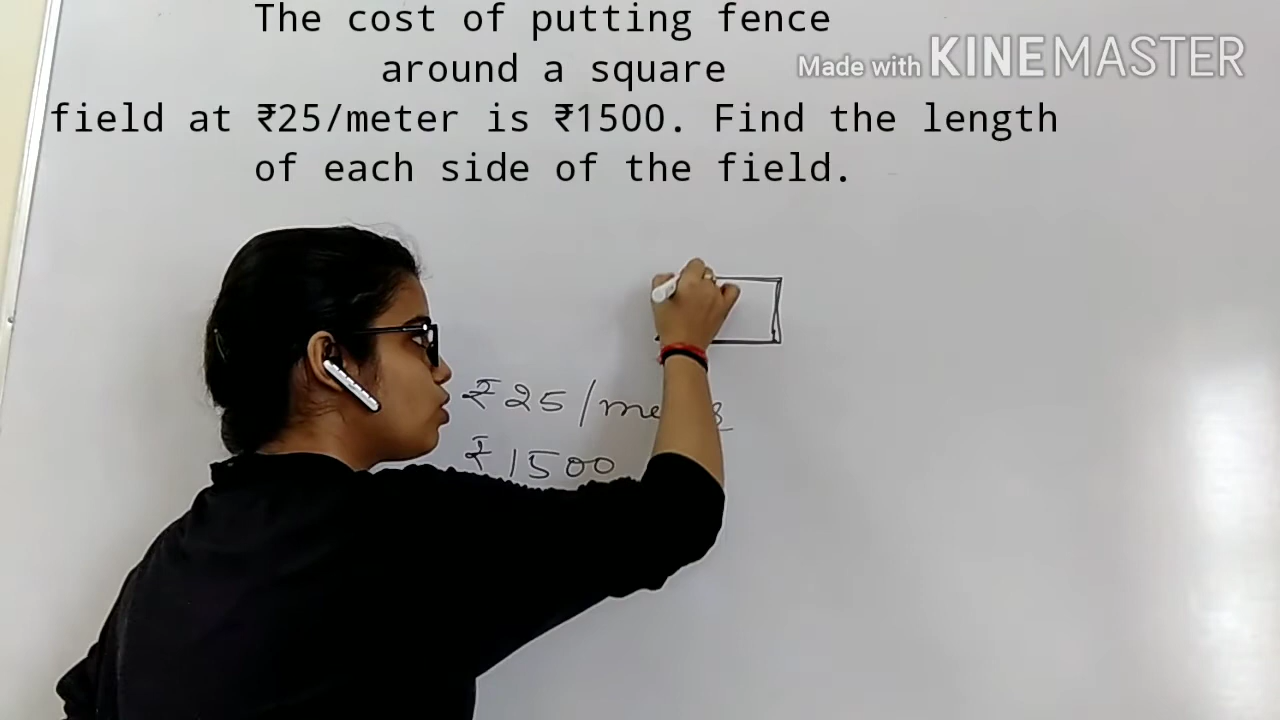 The cost of putting fence
around a square
field at ₹25/meter is ₹1500. Find the length
of each side of the field.
Made with KINEMASTER
₹25/
₹1500